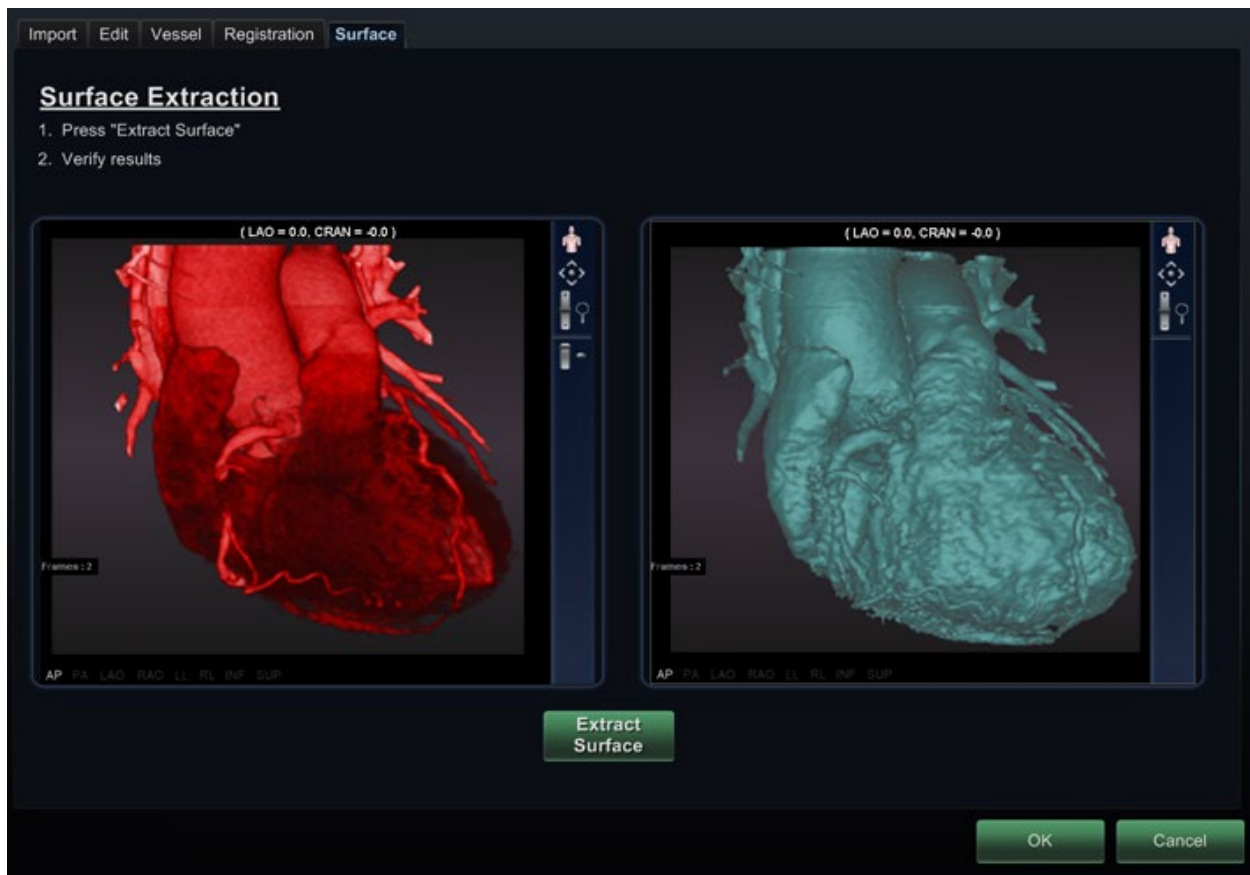 Import Edit Vessel Registration Surface
Surface Extraction
1. Press "Extract Surface"
2. Verify results
( LAO = 0.0, CRAN = -0.0 )
Frames : 2
AP PA LAO RAO LL RL INF SUP
( LAO = 0.0, CRAN = -0.0 )
Frames : 2
AP PA LAO RAO LL RL INF SUP
Extract
Surface
OK Cancel